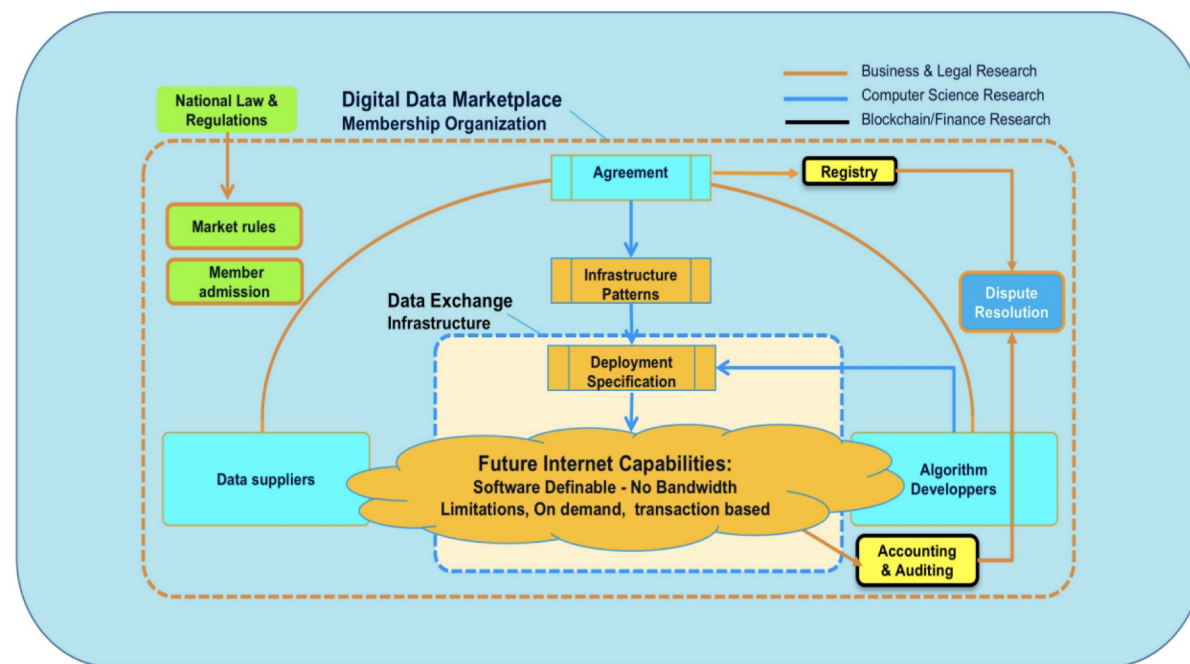 Business & Legal Research
Computer Science Research
Blockchain/Finance Research
National Law &
Regulations
Digital Data Marketplace
Membership Organization
Agreement
Registry
Market rules
Member
admission
Infrastructure
Patterns
Dispute
Resolution
Data Exchange
Infrastructure
Deployment
Specification
Data suppliers
Future Internet Capabilities:
Software Definable - No Bandwidth
Limitations, On demand, transaction based
Algorithm
Developpers
Accounting
& Auditing